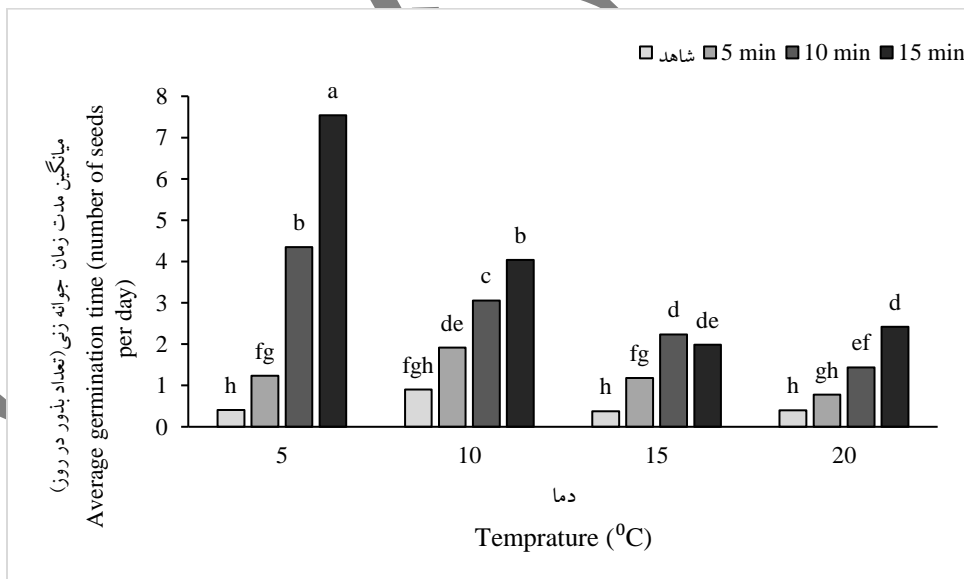 شاهد 5 min 10 min 15 min
میانگین مدت زمان جوانه زنی(تعداد بذور در روز)
Average germination time (number of seeds
per day)
8
7
6
5
4
3
2
1
0
h fg b a
fgh de c b
h fg d de
h gh ef d
5 10 15 20
دما
Temprature (⁰C)